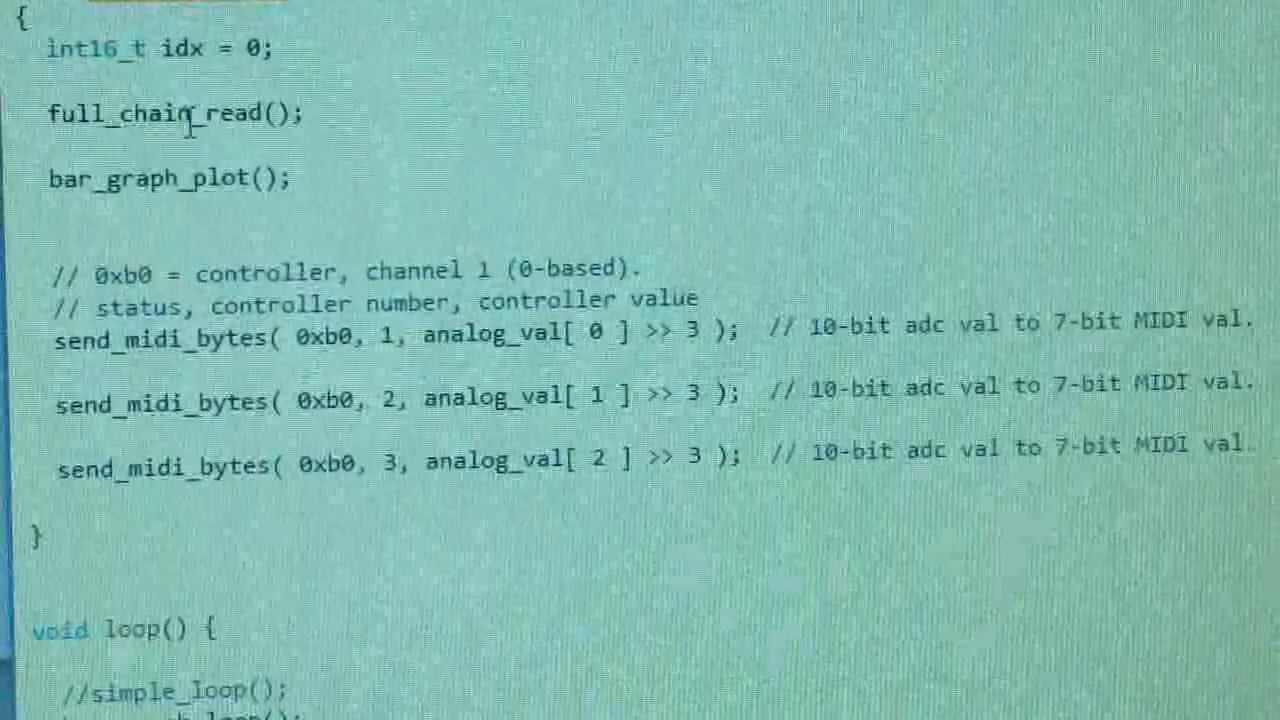 {
int16_t idx = 0;
full_chain_read();
bar_graph_plot();
// 0xb0 = controller, channel 1 (0-based).
// status, controller number, controller value
send_midi_bytes( 0xb0, 1, analog_val[ 0 ] >> 3 ); // 10-bit adc val to 7-bit MIDI val.
send_midi_bytes( 0xb0, 2, analog_val[ 1 ] >> 3 ); // 10-bit adc val to 7-bit MIDI val.
send_midi_bytes( 0xb0, 3, analog_val[ 2 ] >> 3 ); // 10-bit adc val to 7-bit MIDI val.
}
void loop() {
//simple_loop();